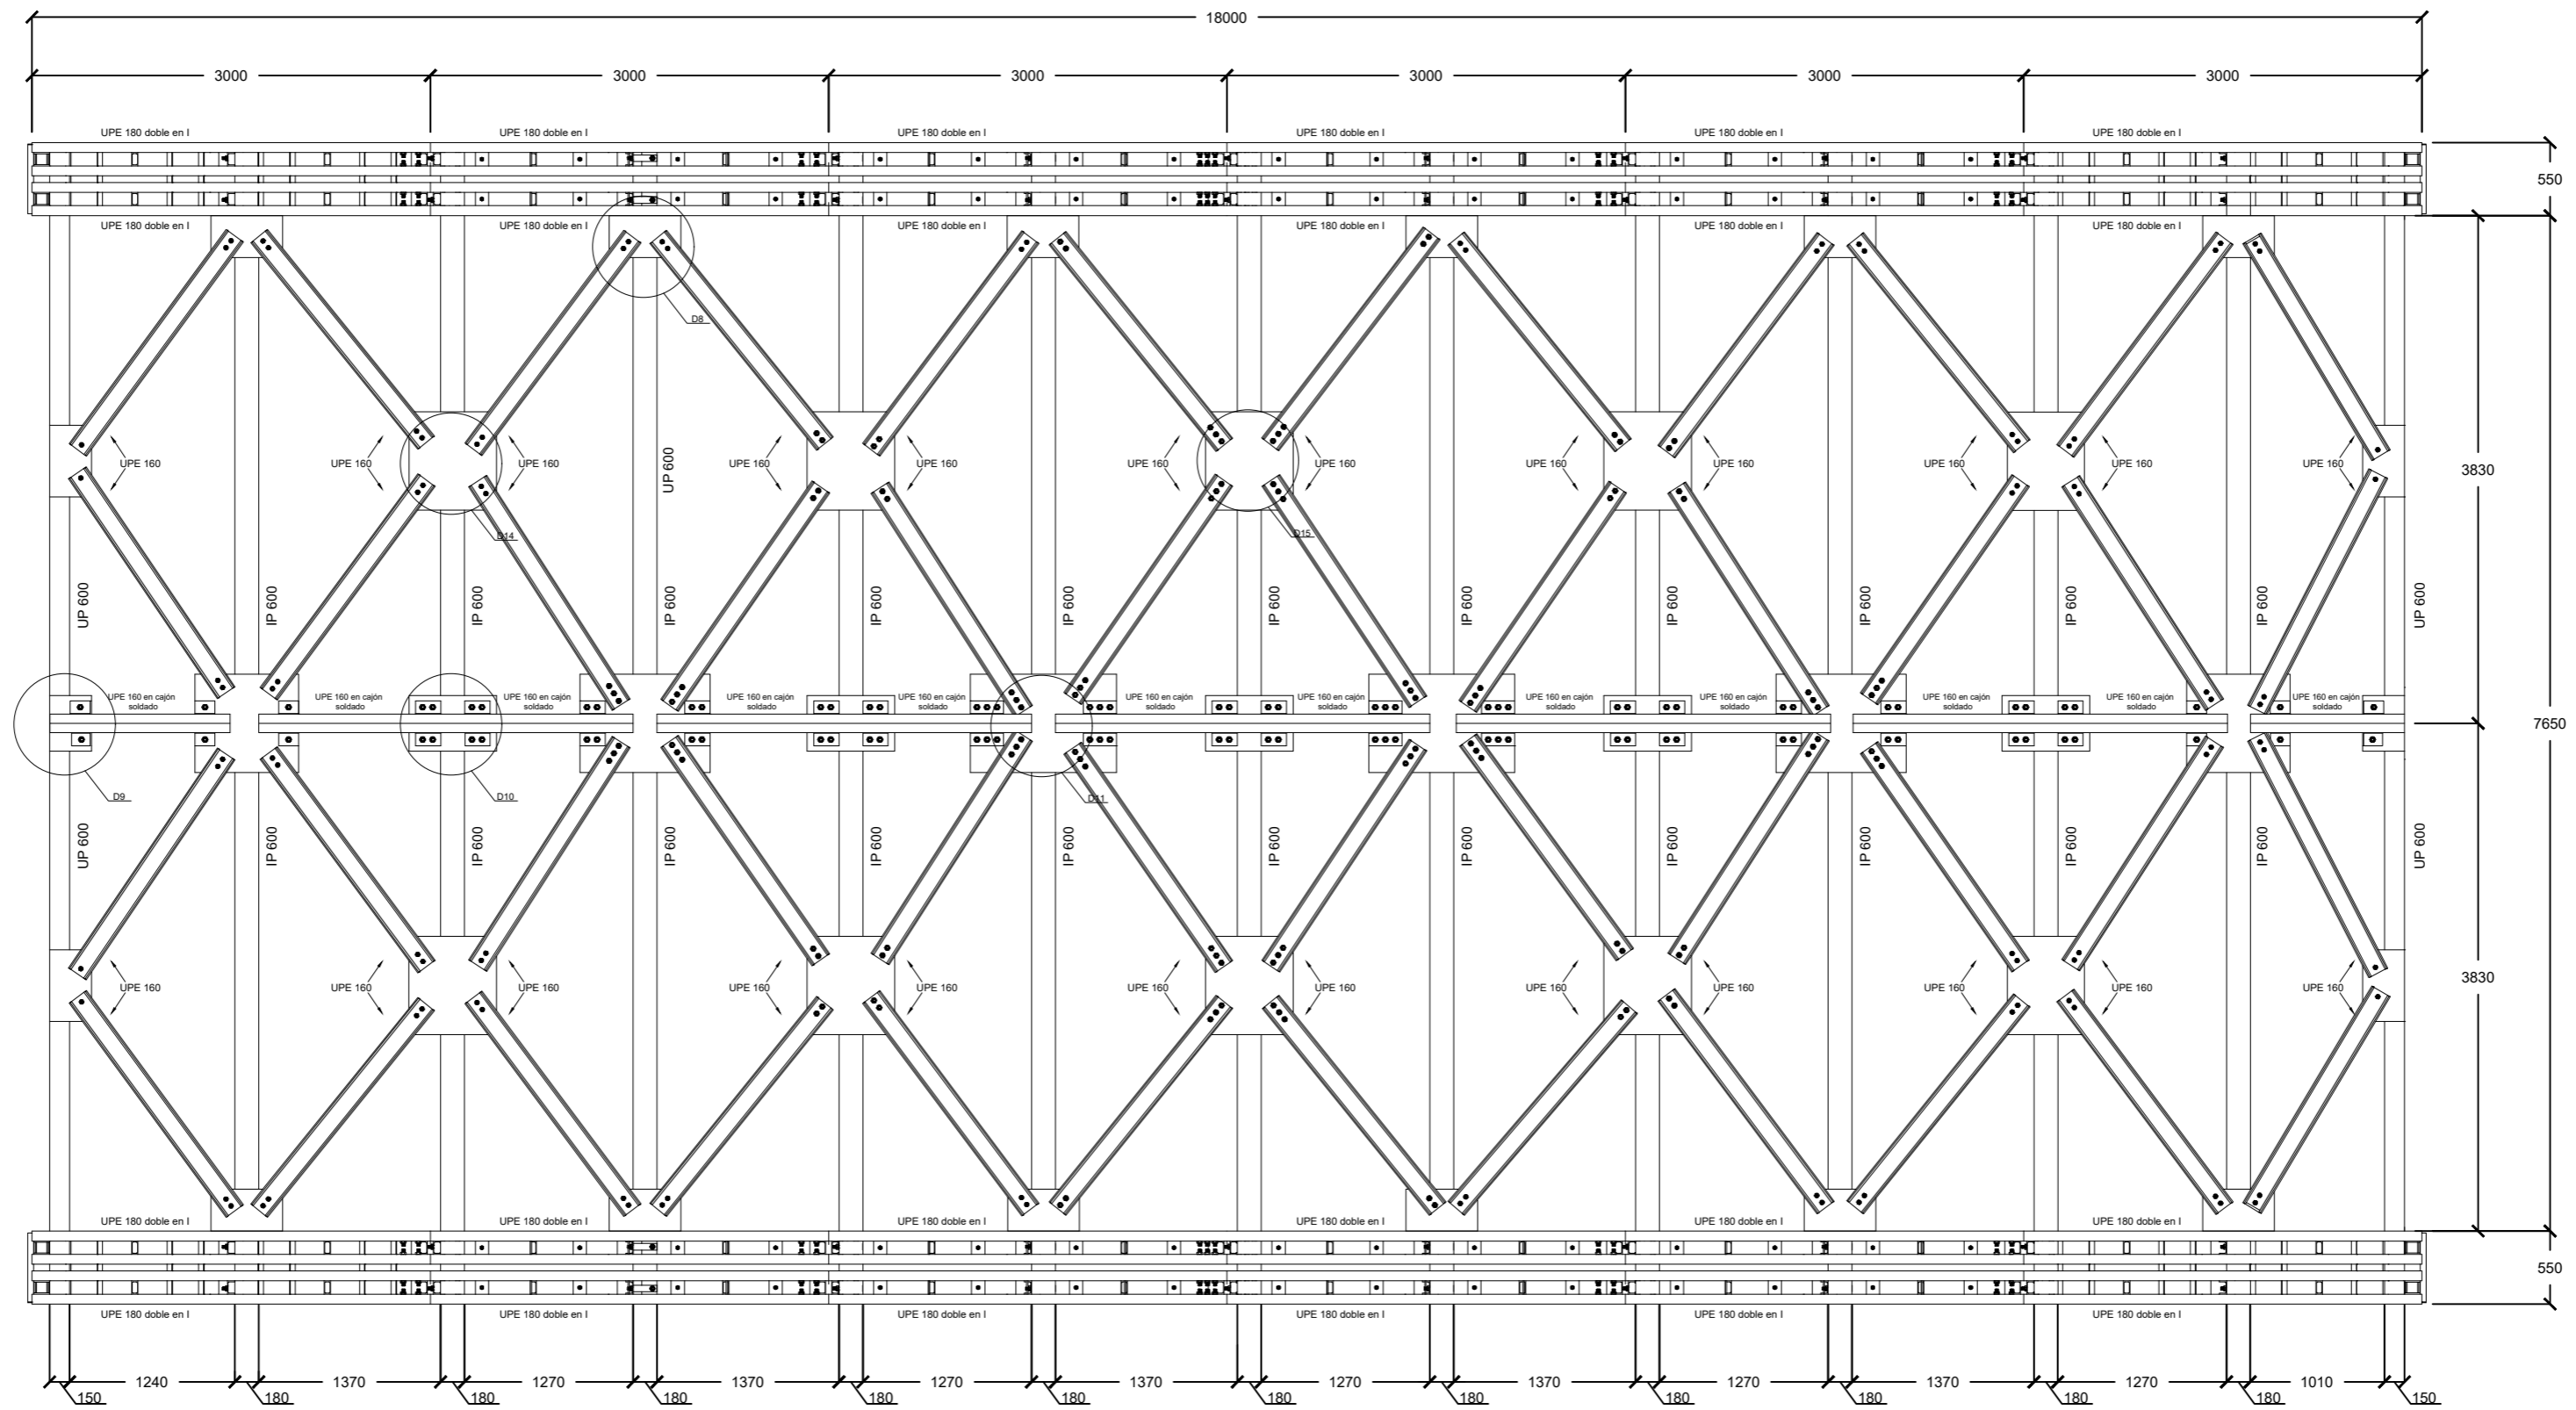 18000
3000 3000 3000 3000 3000 3000
UPE 180 doble en I UPE 180 doble en I UPE 180 doble en I UPE 180 doble en I UPE 180 doble en I UPE 180 doble en I
550
UPE 180 doble en I UPE 180 doble en I UPE 180 doble en I UPE 180 doble en I UPE 180 doble en I UPE 180 doble en I
D8
UPE 160 UPE 160 UPE 160 UPE 160 UPE 160 UPE 160 UPE 160 UPE 160 UPE 160 UPE 160 UPE 160 UPE 160
UP 600
3830
D14 D15
UP 600 IP 600 IP 600 IP 600 IP 600 IP 600 IP 600 IP 600 IP 600 IP 600 IP 600 IP 600 UP 600
UPE 160 en cajón UPE 160 en cajón UPE 160 en cajón UPE 160 en cajón UPE 160 en cajón UPE 160 en cajón UPE 160 en cajón UPE 160 en cajón UPE 160 en cajón UPE 160 en cajón UPE 160 en cajón UPE 160 en cajón
soldado soldado soldado soldado soldado soldado soldado soldado soldado soldado soldado soldado
7650
D9 D10 D11
UP 600 IP 600 IP 600 IP 600 IP 600 IP 600 IP 600 IP 600 IP 600 IP 600 IP 600 IP 600 UP 600
UPE 160 UPE 160 UPE 160 UPE 160 UPE 160 UPE 160 UPE 160 UPE 160 UPE 160 UPE 160 UPE 160 UPE 160
3830
UPE 180 doble en I UPE 180 doble en I UPE 180 doble en I UPE 180 doble en I UPE 180 doble en I UPE 180 doble en I
550
UPE 180 doble en I UPE 180 doble en I UPE 180 doble en I UPE 180 doble en I UPE 180 doble en I UPE 180 doble en I
1240 1370 1270 1370 1270 1370 1270 1370 1270 1370 1270 1010
150 180 180 180 180 180 180 180 180 180 180 180 150